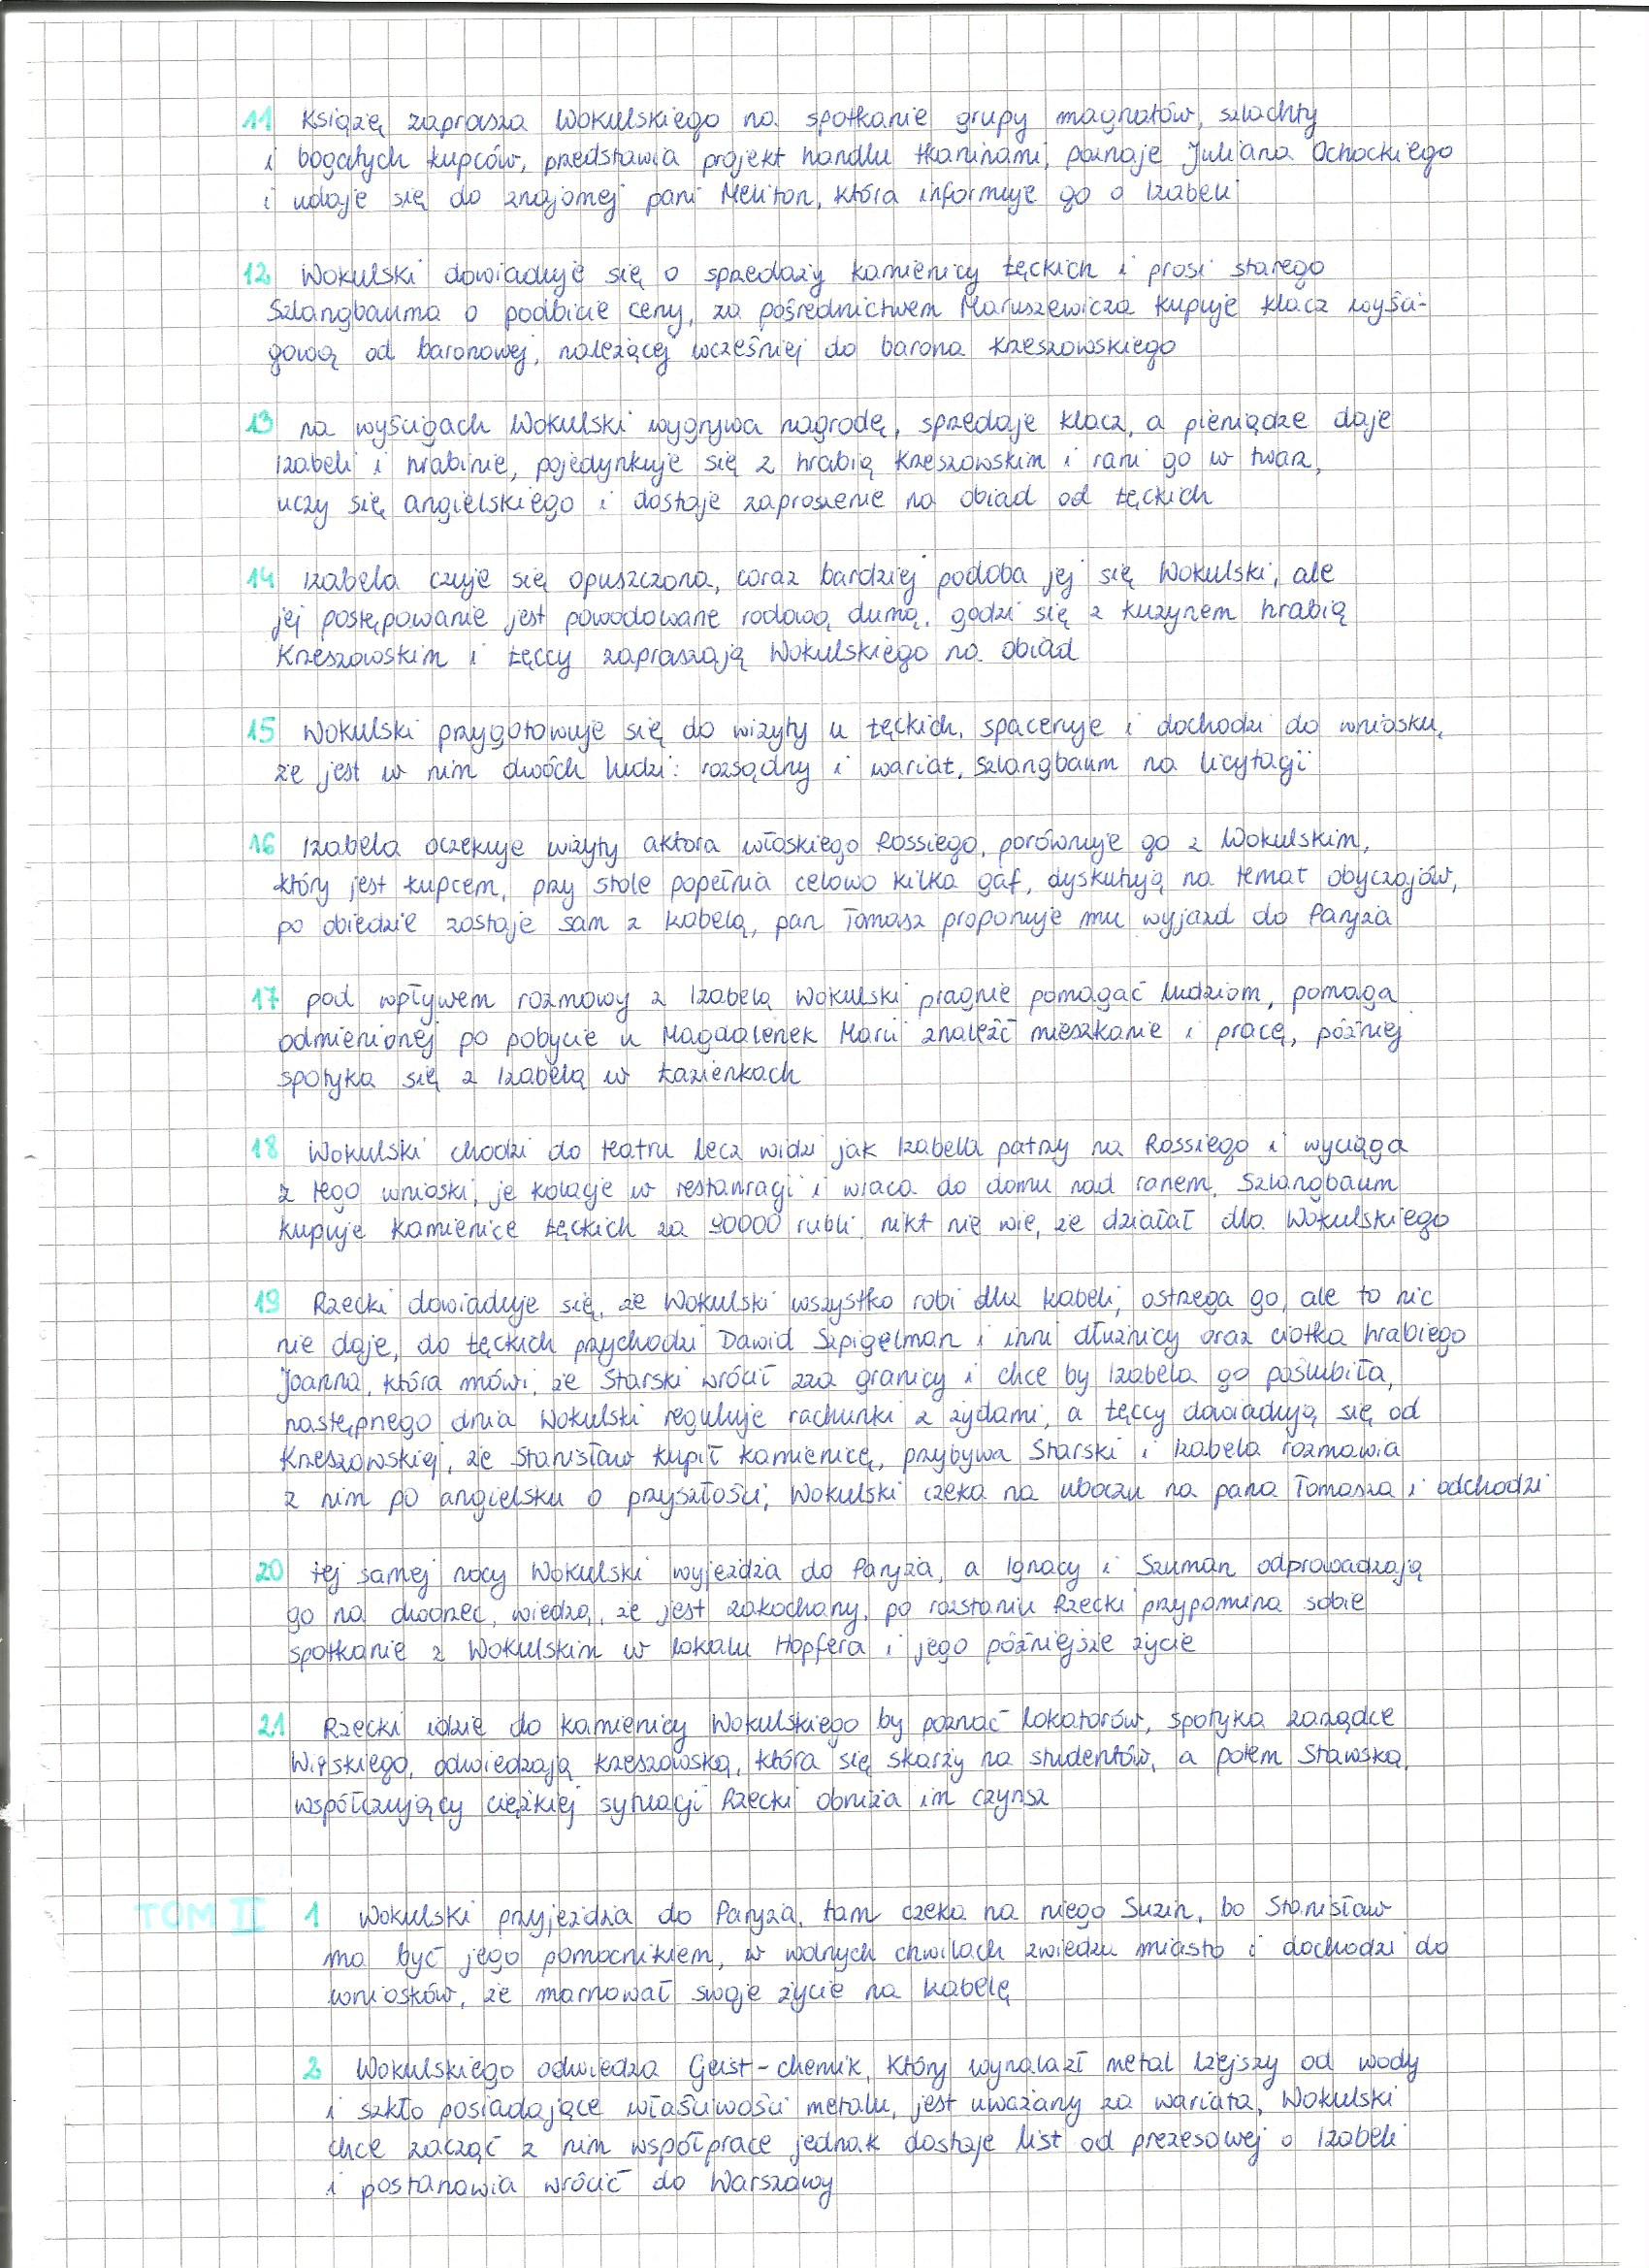 11 Książę zaprasza Wokulskiego na spotkanie grupy magnatów, szlachty
i bogatych kupców, przedstawia projekt handlu tkaninami, poznaje Juliana Ochockiego
i udaje się do znajomej pani Meliton, która informuje go o Izabeli
12 Wokulski dowiaduje się o sprzedaży kamienicy Łęckich i prosi starego
Szlangbauma o podbicie ceny, za pośrednictwem Maruszewicza kupuje klacz wyści-
gową od baronowej, należącej wcześniej do barona Krzeszowskiego
13 na wyścigach Wokulski wygrywa nagrodę, sprzedaje klacz, a pieniądze daje
Izabeli i hrabinie, pojedynkuje się z hrabią Krzeszowskim i rani go w twarz,
uczy się angielskiego i dostaje zaproszenie na obiad od Łęckich
14 Izabela czuje się opuszczona, coraz bardziej podoba jej się Wokulski, ale
jej postępowanie jest powodowane rodową dumą, godzi się z kuzynem hrabią
Krzeszowskim i Łęccy zapraszają Wokulskiego na obiad
15 Wokulski przygotowuje się do wizyty u Łęckich, spaceruje i dochodzi do wniosku,
że jest w nim dwóch ludzi: rozsądny i wariat, Szlangbaum na licytacji
16 Izabela oczekuje wizyty aktora włoskiego Rossiego, porównuje go z Wokulskim,
który jest kupcem, przy stole popełnia celowo kilka gaf, dyskutują na temat obyczajów,
po obiedzie zostaje sam z Izabelą, pan Tomasz proponuje mu wyjazd do Paryża
17 pod wpływem rozmowy z Izabelą Wokulski pragnie pomagać ludziom, pomaga
odmienionej po pobycie u Magdalenek Marii znaleźć mieszkanie i pracę, później
spotyka się z Izabelą w Łazienkach
18 Wokulski chodzi do teatru lecz widzi jak Izabela patrzy na Rossiego i wyciąga
z tego wnioski, je kolacje w restauracji i wraca do domu nad ranem, Szlangbaum
kupuje kamienice Łęckich za 90000 rubli, nikt nie wie, że działał dla Wokulskiego
19 Rzecki dowiaduje się, że Wokulski wszystko robi dla Izabeli, ostrzega go, ale to nic
nie daje, do Łęckich przychodzi Dawid Szpigelman i inni dłużnicy oraz ciotka hrabiego
Joanna, która mówi, że Starski wrócił zza granicy i chce by Izabela go poślubiła,
następnego dnia Wokulski reguluje rachunki z żydami, a Łęccy dowiadują się od
Krzeszowskiej, że Stanisław kupił kamienicę, przybywa Starski i Izabela rozmawia
z nim po angielsku o przyszłości, Wokulski czeka na uboczu na pana Tomasza i odchodzi
20 tej samej nocy Wokulski wyjeżdża do Paryża, a Ignacy i Szuman odprowadzają
go na dworzec, wiedzą, że jest zakochany, po rozstaniu Rzecki przypomina sobie
spotkanie z Wokulskim w lokalu Hopfera i jego późniejsze życie
21 Rzecki idzie do kamienicy Wokulskiego by poznać lokatorów, spotyka zarządce
Wirskiego, odwiedzają Krzeszowską, która się skarży na studentów, a potem Stawską,
współczujący ciężkiej sytuacji Rzecki obniża im czynsz
TOM II 1 Wokulski przyjeżdża do Paryża, tam czeka na niego Suzin, bo Stanisław
ma być jego pomocnikiem, w wolnych chwilach zwiedza miasto i dochodzi do
wniosków, że marnował swoje życie na Izabelę
2 Wokulskiego odwiedza Geist - chemik, który wynalazł metal lżejszy od wody
i szkło posiadające właściwości metalu, jest uważany za wariata, Wokulski
chce zacząć z nim współprace jednak dostaje list od prezesowej o Izabeli
i postanawia wrócić do Warszawy